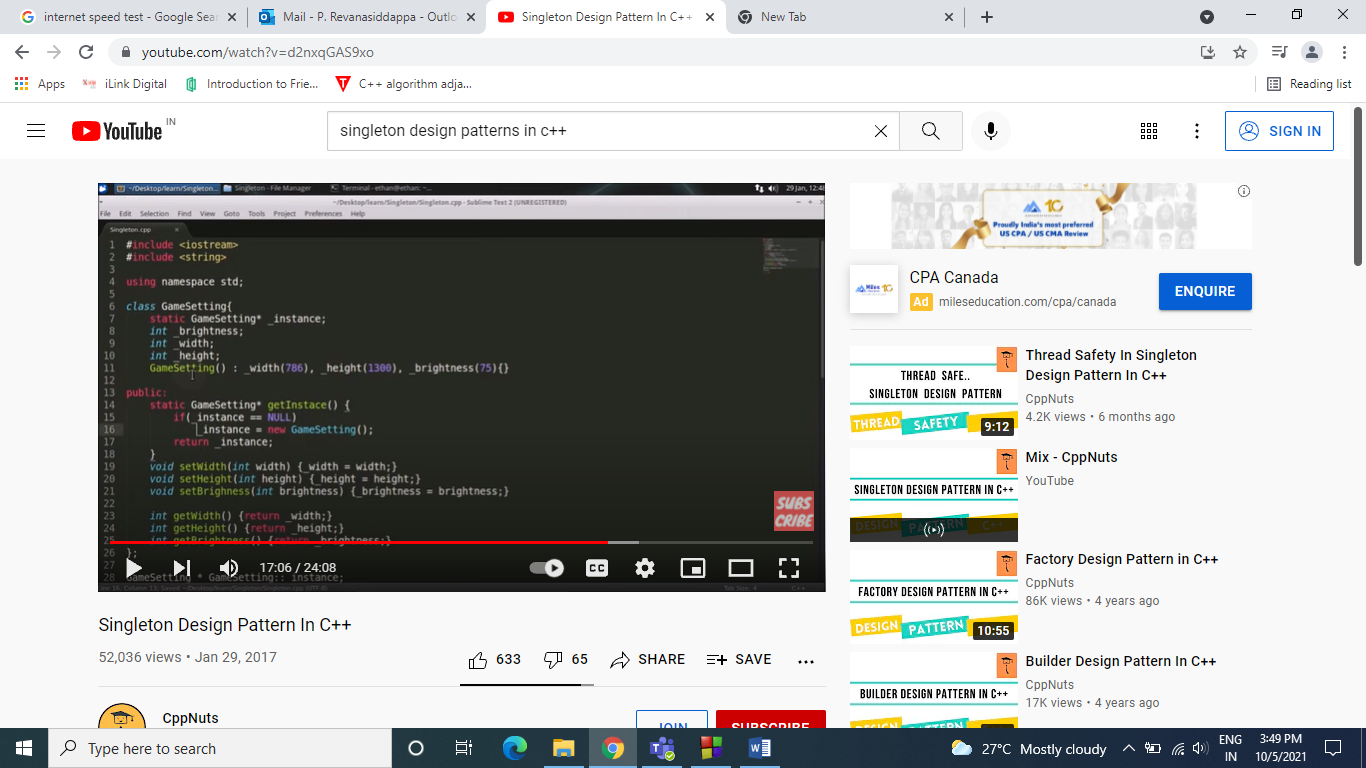 internet speed test - Google Sear
Mail - P. Revanasiddappa - Outlo
Singleton Design Pattern In C++
New Tab
youtube.com/watch?v=d2nxqGAS9xo
Apps
iLink Digital
Introduction to Frie...
C++ algorithm adja...
Reading list
YouTube IN
singleton design patterns in c++
SIGN IN
~/Desktop/learn/Singleton...
Singleton - File Manager
Terminal - ethan@ethan: ~...
29 Jan, 12:48
~/Desktop/learn/Singleton/Singleton.cpp - Sublime Text 2 (UNREGISTERED)
File Edit Selection Find View Goto Tools Project Preferences Help
Singleton.cpp
1 #include <iostream>
2 #include <string>
3
4 using namespace std;
5
6 class GameSetting{
7 static GameSetting* _instance;
8 int _brightness;
9 int _width;
10 int _height;
11 GameSetting() : _width(786), _height(1300), _brightness(75){}
12
13 public:
14 static GameSetting* getInstace() {
15 if(_instance == NULL)
16 _instance = new GameSetting();
17 return _instance;
18 }
19 void setWidth(int width) {_width = width;}
20 void setHeight(int height) {_height = height;}
21 void setBrighness(int brightness) {_brightness = brightness;}
22
23 int getWidth() {return _width;}
24 int getHeight() {return _height;}
25 int getBrightness() {return _brightness;}
26 };
27
28 GameSetting * GameSetting:: instance;
SUBS
CRIBE
17:06 / 24:08
CC
Singleton Design Pattern In C++
52,036 views • Jan 29, 2017
633
65
SHARE
SAVE
CppNuts
JOIN
SUBSCRIBE
10
Proudly India's most preferred
US CPA / US CMA Review
Miles 10
CPA Canada
Ad mileseducation.com/cpa/canada
ENQUIRE
THREAD SAFE..
SINGLETON DESIGN PATTERN
THREAD SAFETY
9:12
Thread Safety In Singleton
Design Pattern In C++
CppNuts
4.2K views • 6 months ago
SINGLETON DESIGN PATTERN IN C++
DESIGN PATTERN C++
Mix - CppNuts
YouTube
FACTORY DESIGN PATTERN IN C++
DESIGN PATTERN
10:55
Factory Design Pattern in C++
CppNuts
86K views • 4 years ago
BUILDER DESIGN PATTERN IN C++
Builder Design Pattern In C++
CppNuts
17K views • 4 years ago
Type here to search
27°C Mostly cloudy
ENG
IN
3:49 PM
10/5/2021